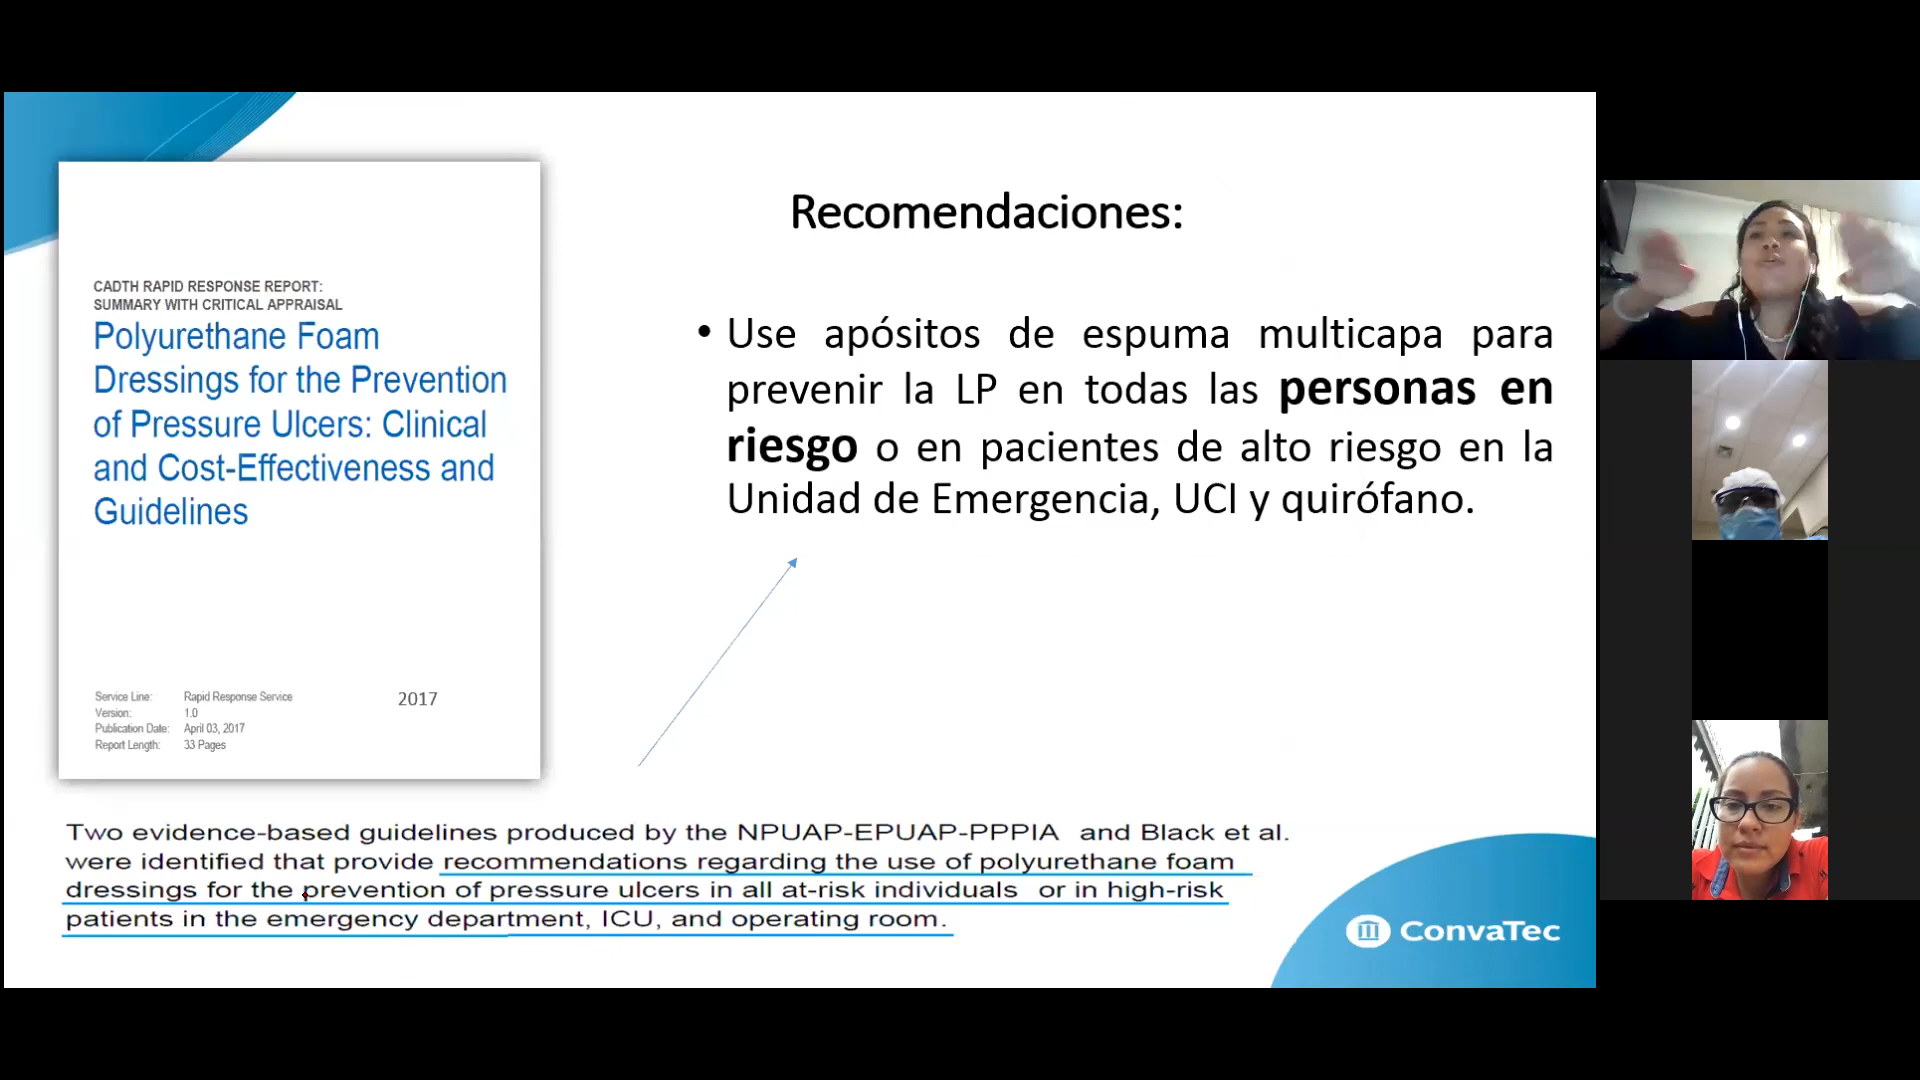 CADTH RAPID RESPONSE REPORT:
SUMMARY WITH CRITICAL APPRAISAL
Polyurethane Foam
Dressings for the Prevention
of Pressure Ulcers: Clinical
and Cost-Effectiveness and
Guidelines
Service Line: Rapid Response Service
Version: 1.0
Publication Date: April 03, 2017
Report Length: 33 Pages
2017
Recomendaciones:
• Use apósitos de espuma multicapa para
prevenir la LP en todas las personas en
riesgo o en pacientes de alto riesgo en la
Unidad de Emergencia, UCI y quirófano.
Two evidence-based guidelines produced by the NPUAP-EPUAP-PPPIA and Black et al.
were identified that provide recommendations regarding the use of polyurethane foam
dressings for the prevention of pressure ulcers in all at-risk individuals or in high-risk
patients in the emergency department, ICU, and operating room.
ConvaTec